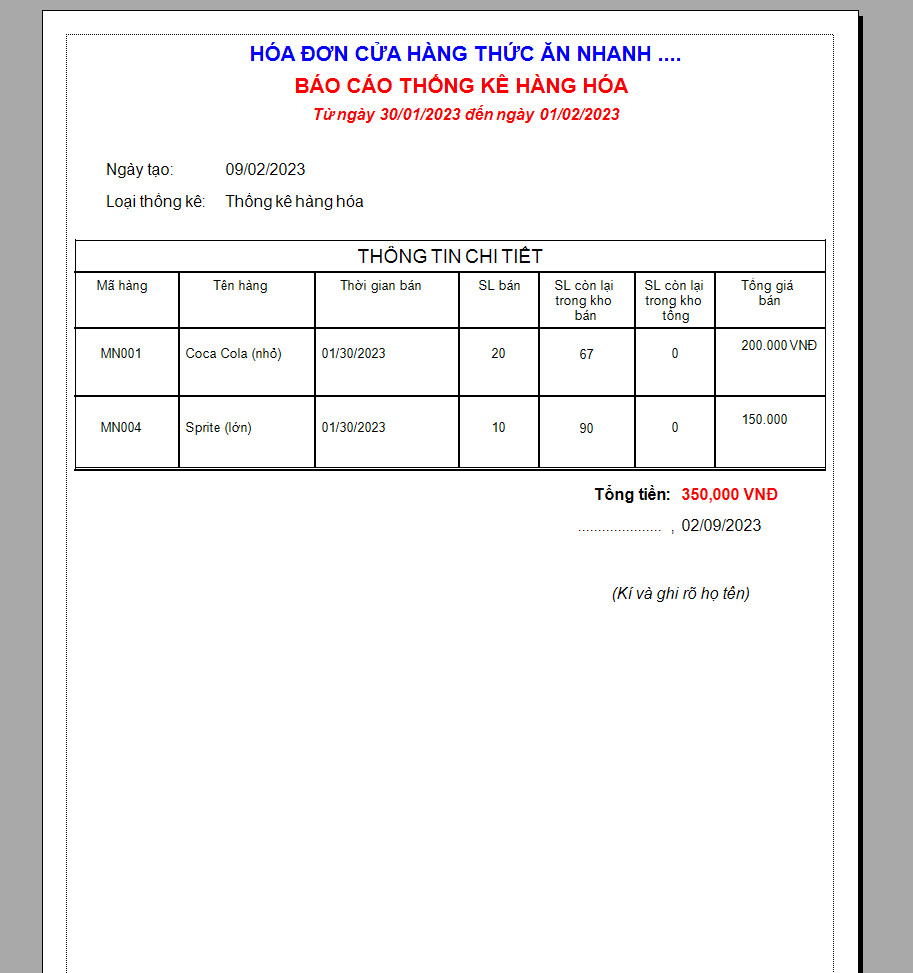 HÓA ĐƠN CỬA HÀNG THỨC ĂN NHANH ....
BÁO CÁO THỐNG KÊ HÀNG HÓA
Từ ngày 30/01/2023 đến ngày 01/02/2023
Ngày tạo: 09/02/2023
Loại thống kê: Thống kê hàng hóa
THÔNG TIN CHI TIẾT
Mã hàng Tên hàng Thời gian bán SL bán SL còn lại trong kho bán SL còn lại trong kho tổng Tổng giá bán
MN001 Coca Cola (nhỏ) 01/30/2023 20 67 0 200.000 VNĐ
MN004 Sprite (lớn) 01/30/2023 10 90 0 150.000
Tổng tiền: 350,000 VNĐ
..................... , 02/09/2023
(Kí và ghi rõ họ tên)